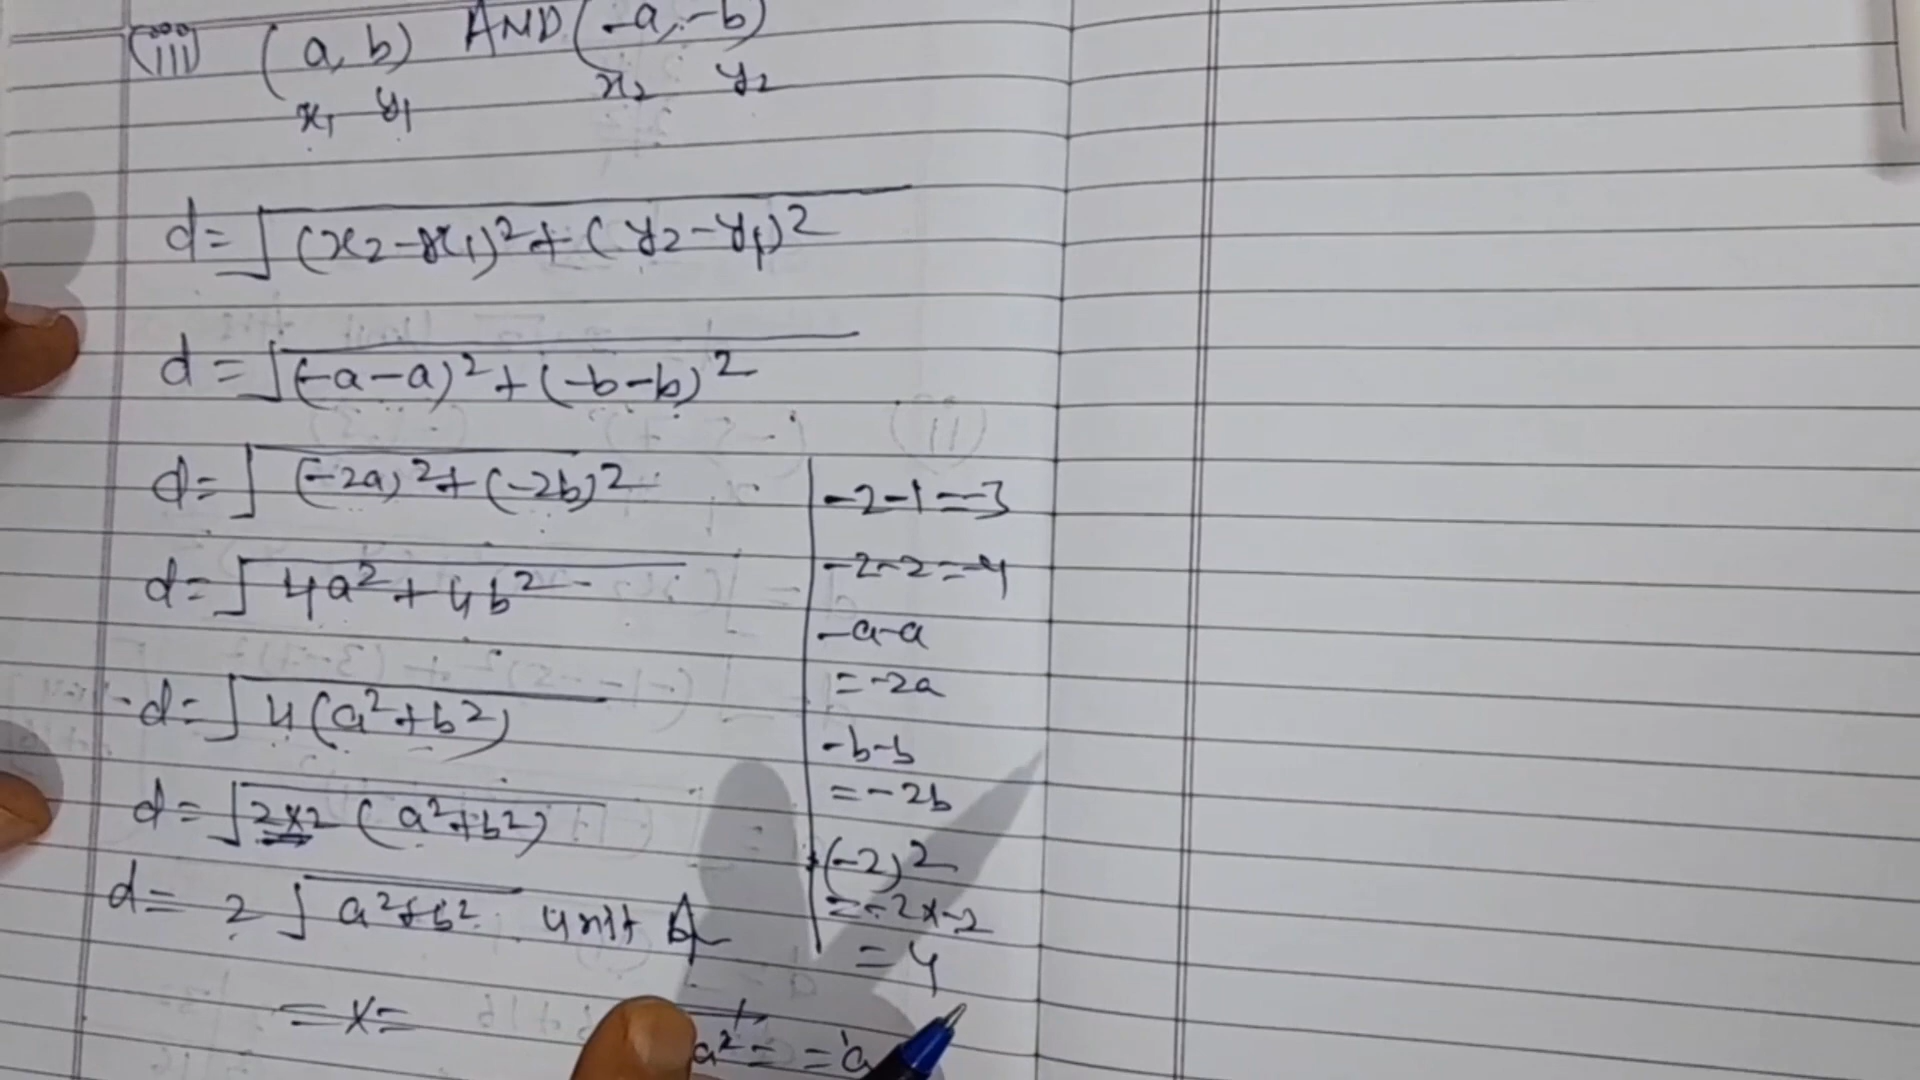 (iii) (a, b) AND (-a, -b)
x₁ y₁ x₂ y₂
d = √(x₂-x₁)²+(y₂-y₁)²
d = √(-a-a)²+(-b-b)²
d = √(-2a)²+(-2b)²
d = √4a²+4b²
d = √4(a²+b²)
d = √2×2(a²+b²)
d = 2√a²+b² unit A
=x=
-2-1=-3
-2-2=-4
-a-a
=-2a
-b-b
=-2b
(-2)²
=-2x-2
=4
a² = = a